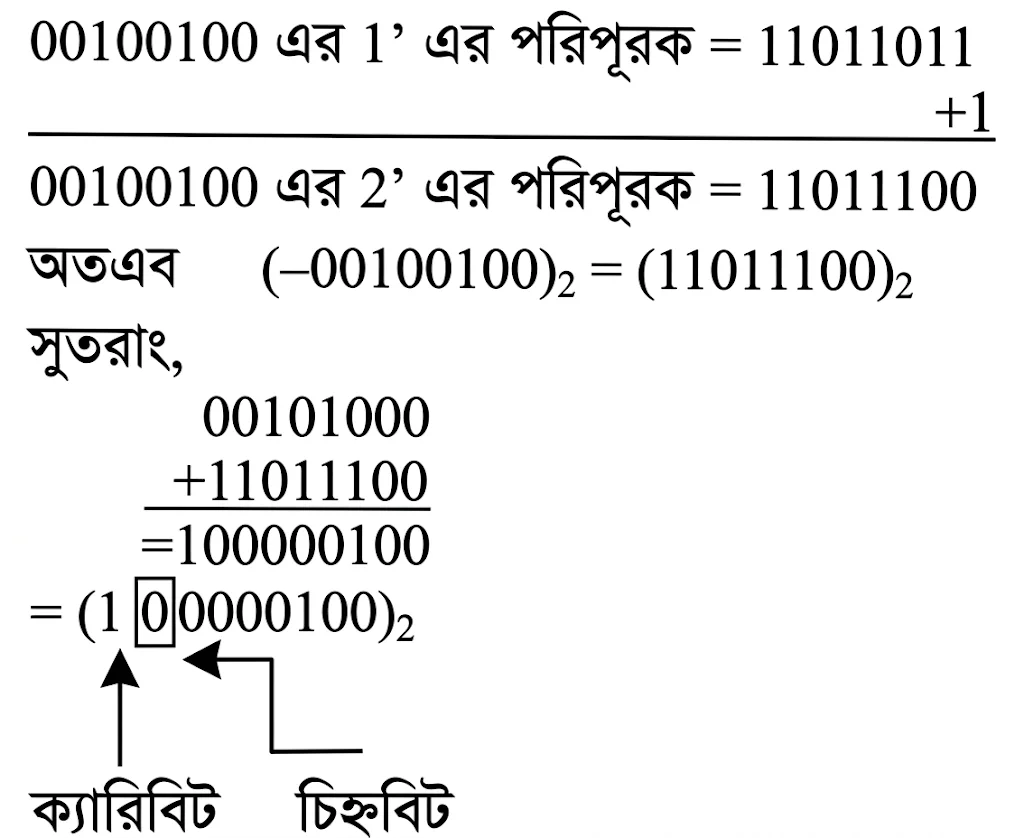 00100100 এর 1’ এর পরিপূরক = 11011011
+1
00100100 এর 2’ এর পরিপূরক = 11011100
অতএব (–00100100)₂ = (11011100)₂
সুতরাং,
00101000
+11011100
=100000100
= (1 0 0000100)₂
ক্যারিবিট চিহ্নবিট